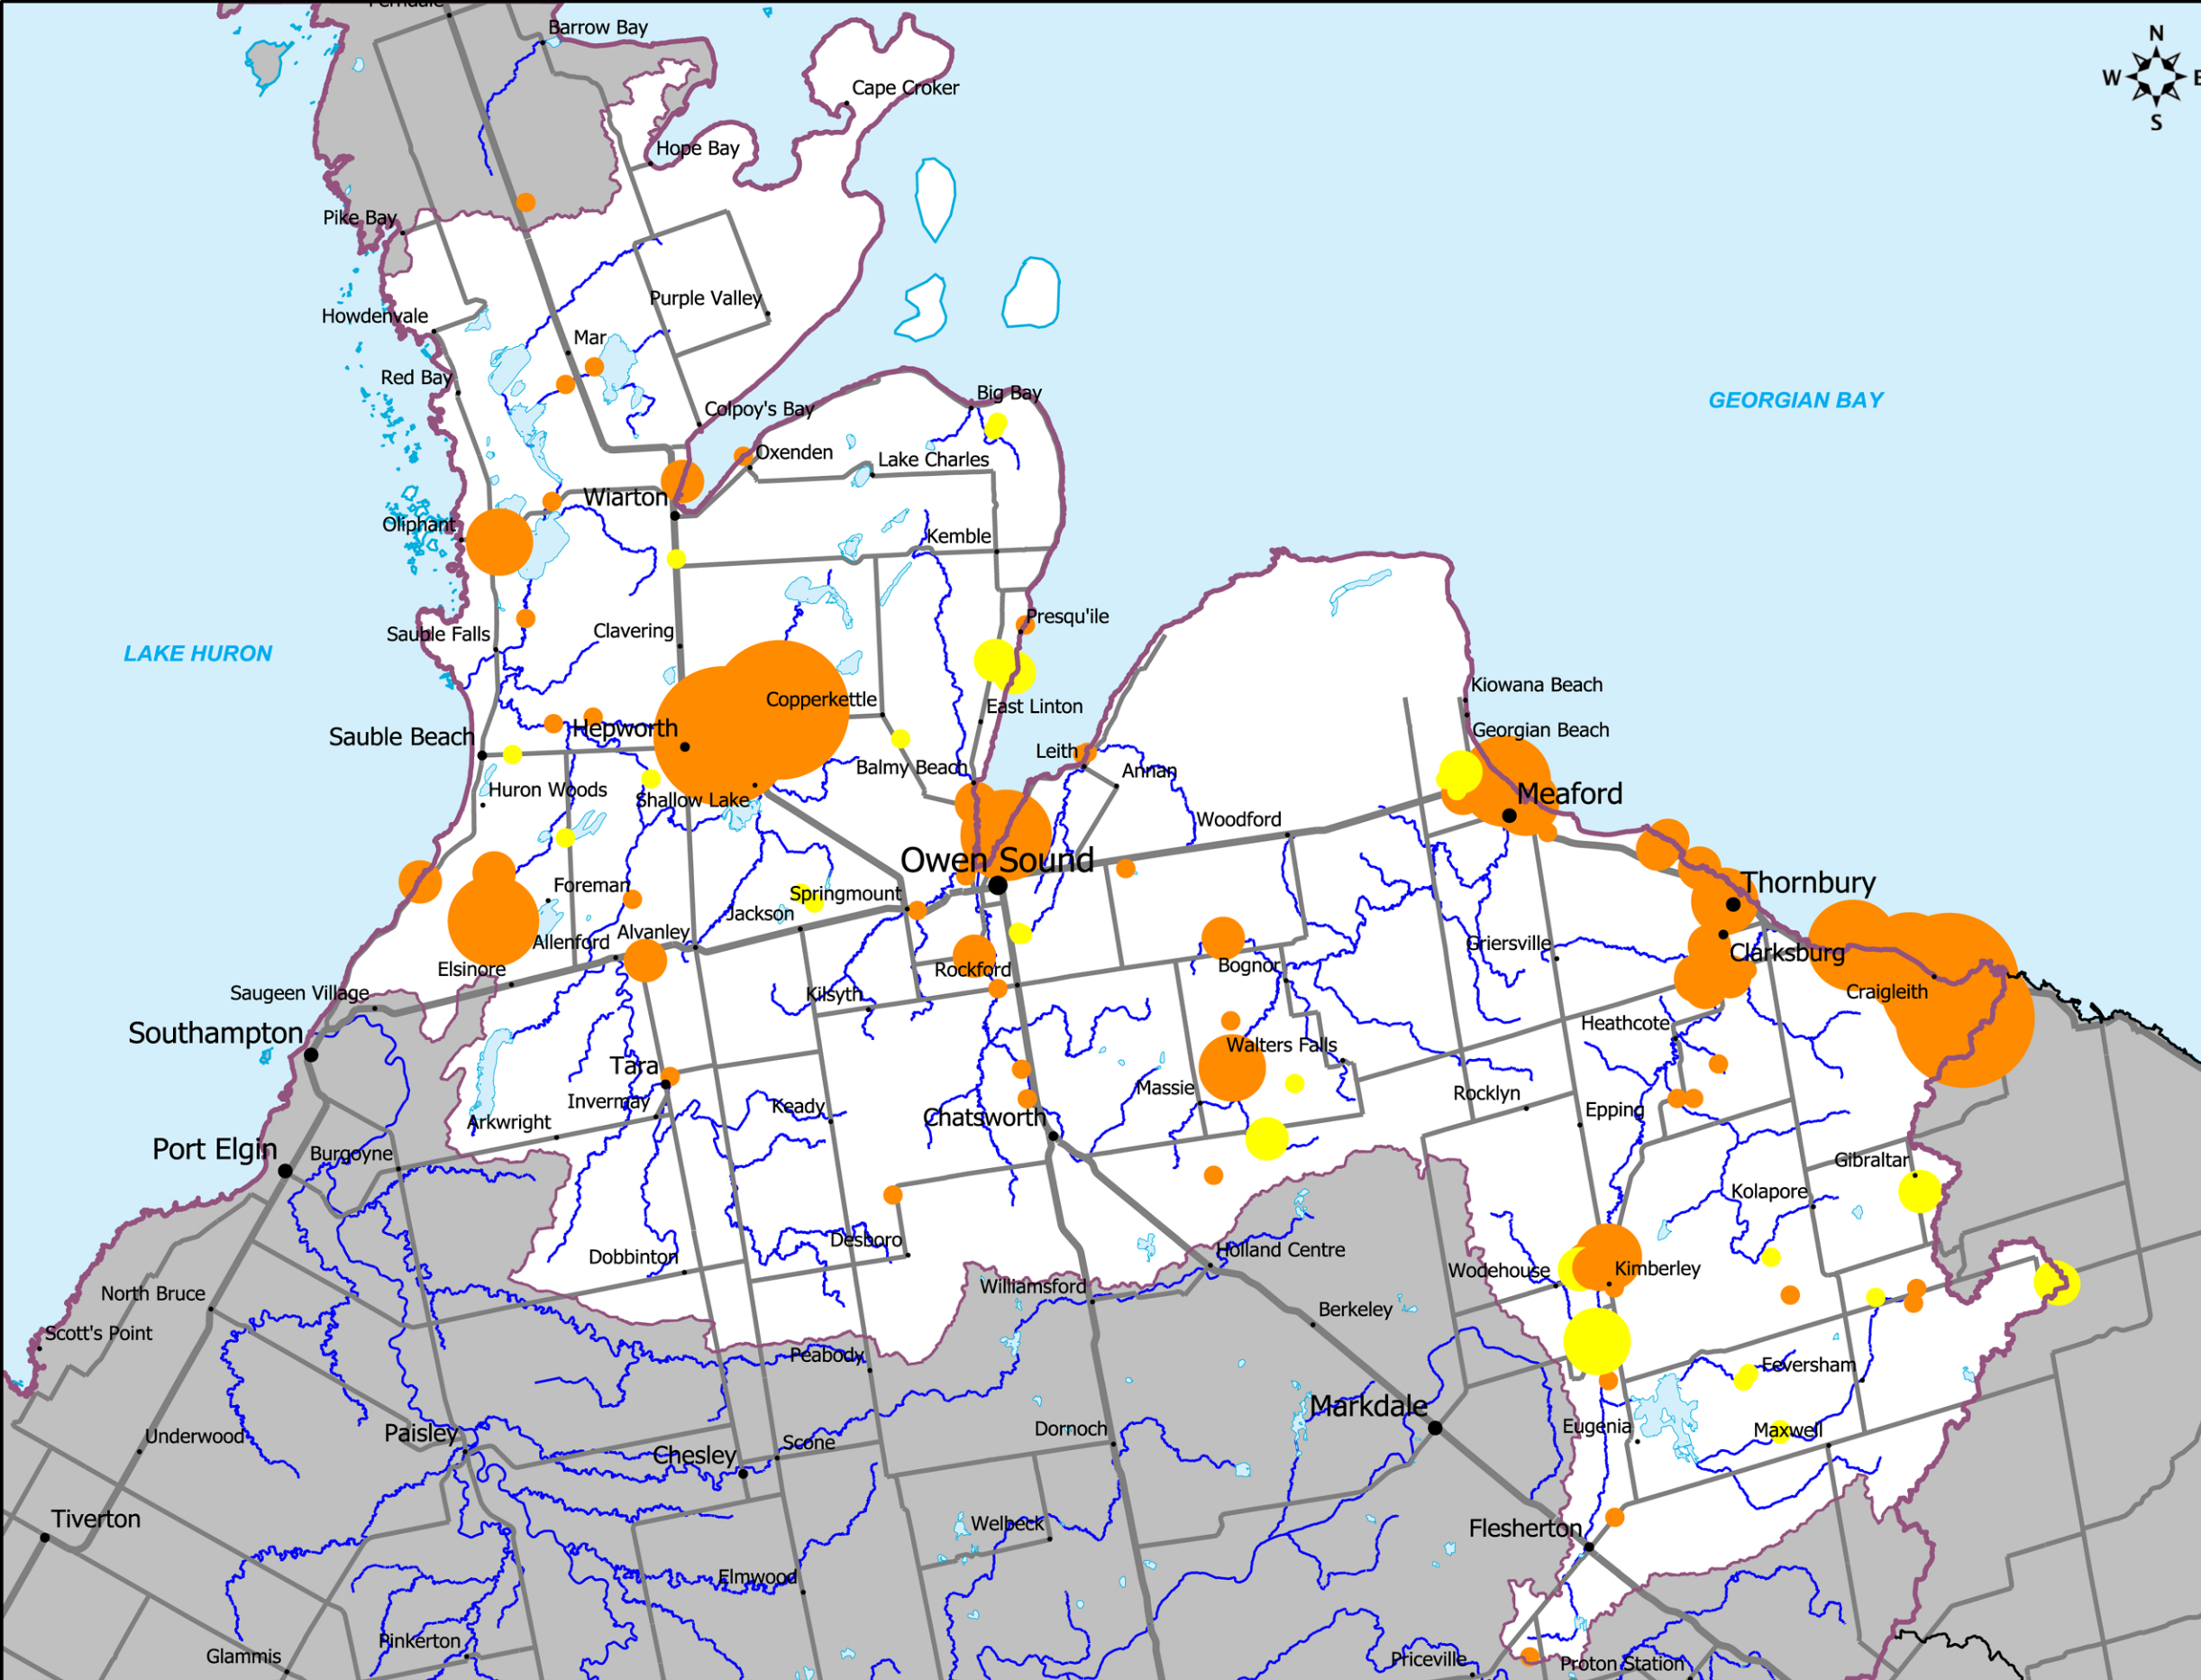 Ferndale
Barrow Bay
N
W
E
S
Cape Croker
Hope Bay
Pike Bay
Purple Valley
Howdenvale
Mar
Red Bay
Big Bay
GEORGIAN BAY
Colpoy's Bay
Oxenden
Lake Charles
Wiarton
Oliphant
Kemble
Presqu'ile
Sauble Falls
Clavering
LAKE HURON
Kiowana Beach
Copperkettle
East Linton
Georgian Beach
Hepworth
Sauble Beach
Leith
Balmy Beach
Annan
Huron Woods
Shallow Lake
Meaford
Woodford
Owen Sound
Thornbury
Foreman
Springmount
Jackson
Alvanley
Allenford
Griersville
Clarksburg
Elsinore
Rockford
Bognor
Saugeen Village
Kilsyth
Craigleith
Southampton
Heathcote
Walters Falls
Tara
Massie
Rocklyn
Invermay
Keady
Epping
Arkwright
Chatsworth
Port Elgin
Burgoyne
Gibraltar
Kolapore
Desboro
Dobbinton
Holland Centre
Wodehouse
Kimberley
Williamsford
North Bruce
Berkeley
Scott's Point
Peabody
Feversham
Markdale
Underwood
Paisley
Dornoch
Eugenia
Maxwell
Chesley
Scone
Tiverton
Welbeck
Flesherton
Elmwood
Pinkerton
Glammis
Priceville
Proton Station